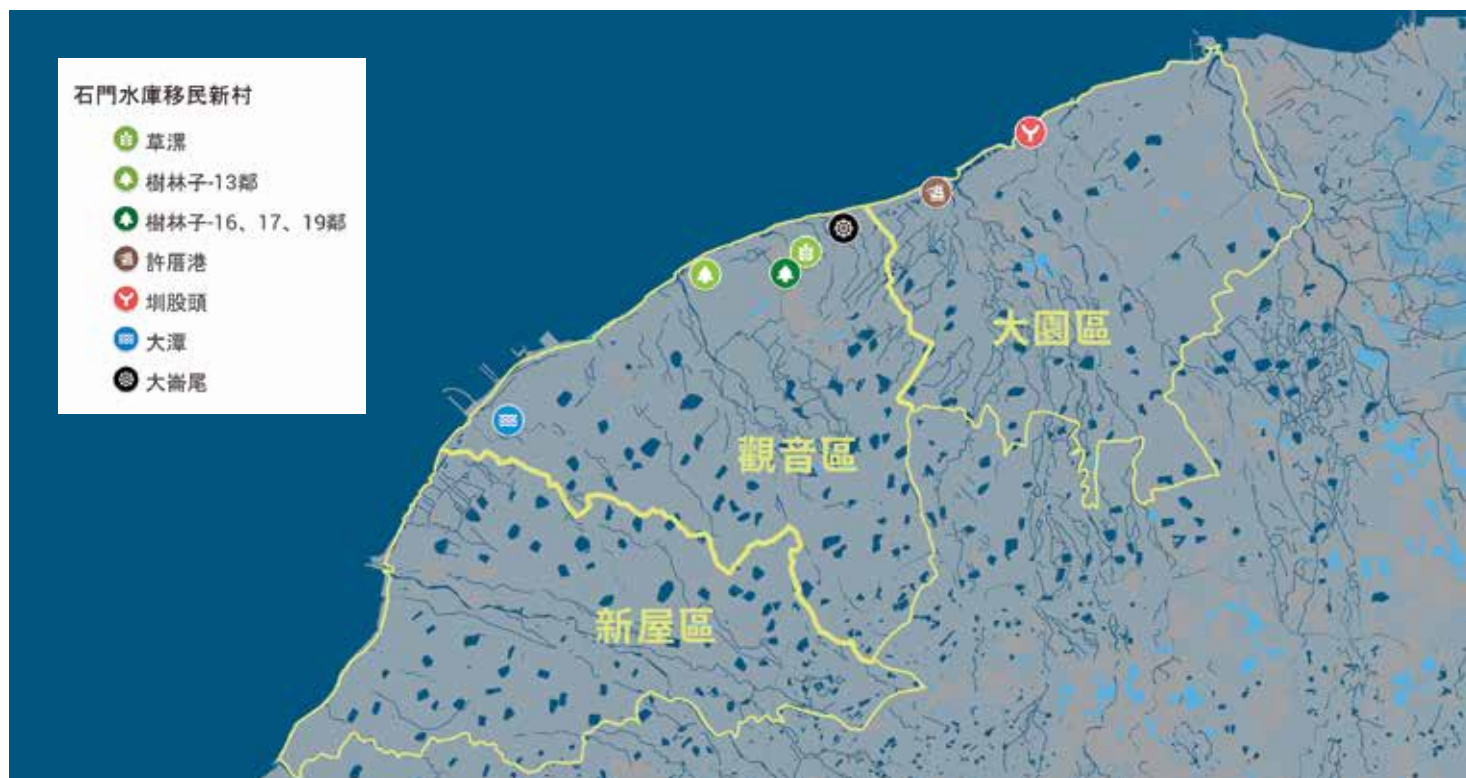 石門水庫移民新村
草漯
樹林子-13鄰
樹林子-16、17、19鄰
許厝港
圳股頭
大潭
大崙尾
大園區
觀音區
新屋區